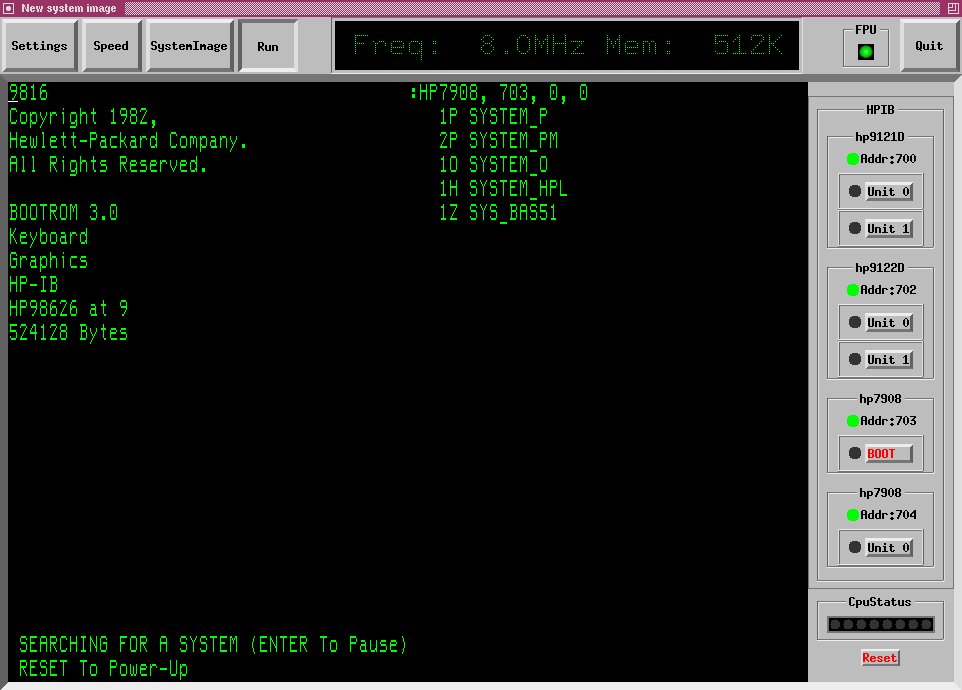 New system image
Settings
Speed
SystemImage
Run
Freq: 8.0MHz Mem: 512K
FPU
Quit
9816
Copyright 1982,
Hewlett-Packard Company.
All Rights Reserved.
BOOTROM 3.0
Keyboard
Graphics
HP-IB
HP98626 at 9
524128 Bytes
:HP7908, 703, 0, 0
1P SYSTEM_P
2P SYSTEM_PM
1O SYSTEM_O
1H SYSTEM_HPL
1Z SYS_BAS51
SEARCHING FOR A SYSTEM (ENTER To Pause)
RESET To Power-Up
HPIB
hp9121D
Addr:700
Unit 0
Unit 1
hp9122D
Addr:702
Unit 0
Unit 1
hp7908
Addr:703
BOOT
hp7908
Addr:704
Unit 0
CpuStatus
Reset